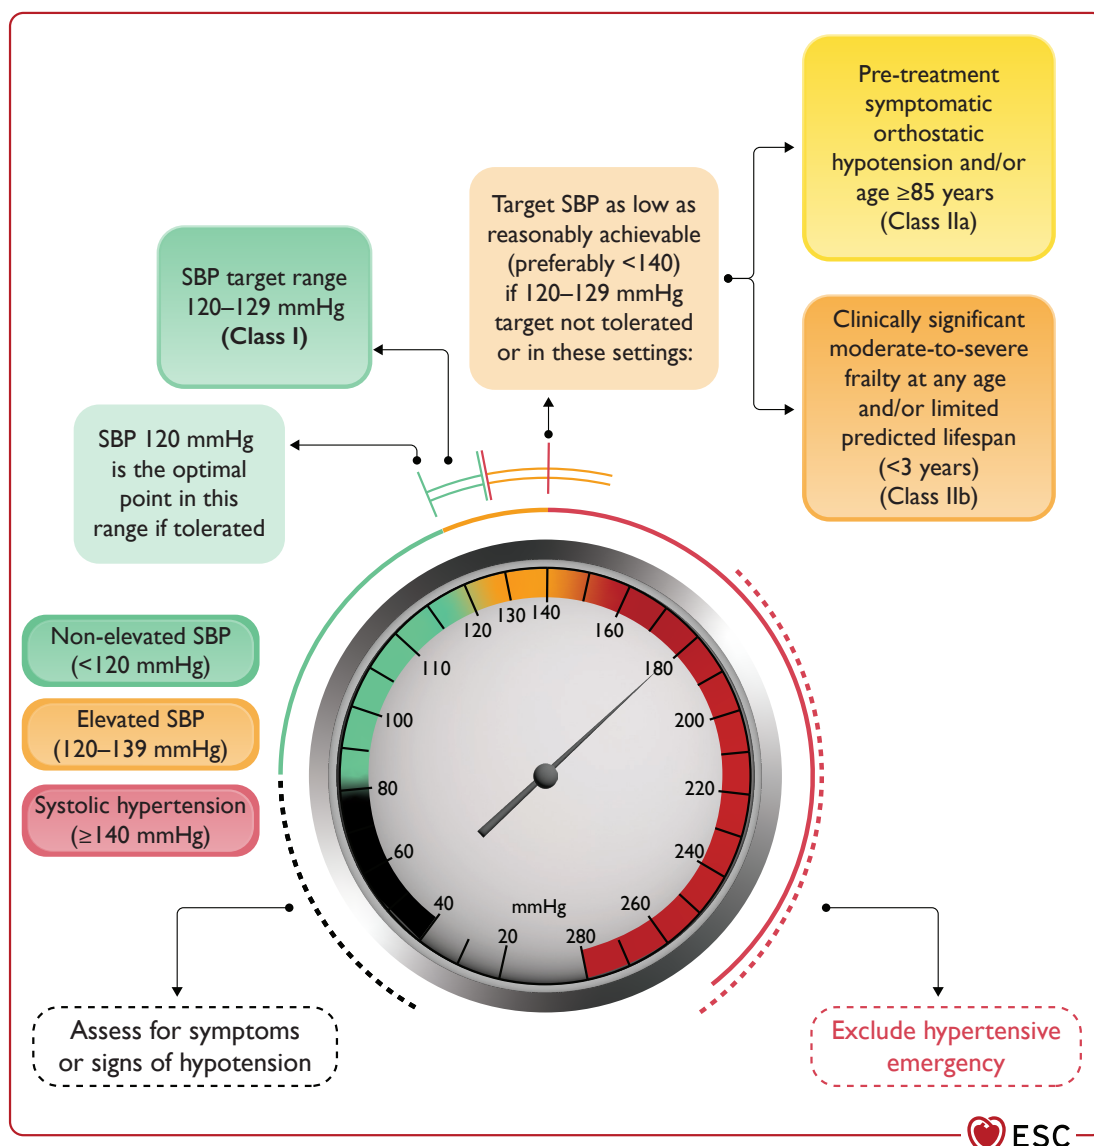 Pre-treatment
symptomatic
orthostatic
hypotension and/or
age ≥85 years
(Class IIa)
Target SBP as low as
reasonably achievable
(preferably <140)
if 120–129 mmHg
target not tolerated
or in these settings:
SBP target range
120–129 mmHg
(Class I)
Clinically significant
moderate-to-severe
frailty at any age
and/or limited
predicted lifespan
(<3 years)
(Class IIb)
SBP 120 mmHg
is the optimal
point in this
range if tolerated
Non-elevated SBP
(<120 mmHg)
Elevated SBP
(120–139 mmHg)
Systolic hypertension
(≥140 mmHg)
20
40
60
80
100
110
120
130
140
160
180
200
220
240
260
280
mmHg
Assess for symptoms
or signs of hypotension
Exclude hypertensive
emergency
ESC